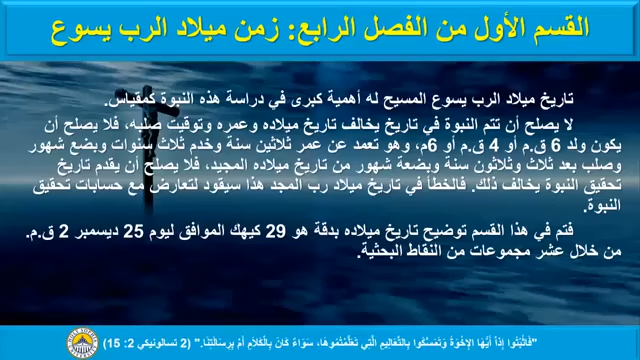 القسم الأول من الفصل الرابع: زمن ميلاد الرب يسوع
تاريخ ميلاد الرب يسوع المسيح له أهمية كبرى في دراسة هذه النبوة كمقياس.
لا يصلح أن تتم النبوة في تاريخ يخالف تاريخ ميلاده وعمره وتوقيت صلبه، فلا يصلح أن
يكون ولد 6 ق.م أو 4 ق.م أو 6م، وهو تعمد عن عمر ثلاثين سنة وخدم ثلاث سنوات وبضع شهور
وصلب بعد ثلاث وثلاثون سنة وبضعة شهور من تاريخ ميلاده المجيد، فلا يصلح أن يقدم تاريخ
تحقيق النبوة يخالف ذلك. فالخطأ في تاريخ ميلاد رب المجد هذا سيقود لتعارض مع حسابات تحقيق
النبوة.
فتم في هذا القسم توضيح تاريخ ميلاده بدقة هو 29 كيهك الموافق ليوم 25 ديسمبر 2 ق.م.
من خلال عشر مجموعات من النقاط البحثية.
"فَاثْبُتُوا إِذاً أَيُّهَا الإِخْوَةُ وَتَمَسَّكُوا بِالتَّعَالِيمِ الَّتِي تَعَلَّمْتُمُوهَا، سَوَاءٌ كَانَ بِالْكَلاَمِ أَمْ بِرِسَالَتِنَا." (2 تسالونيكي 2: 15)